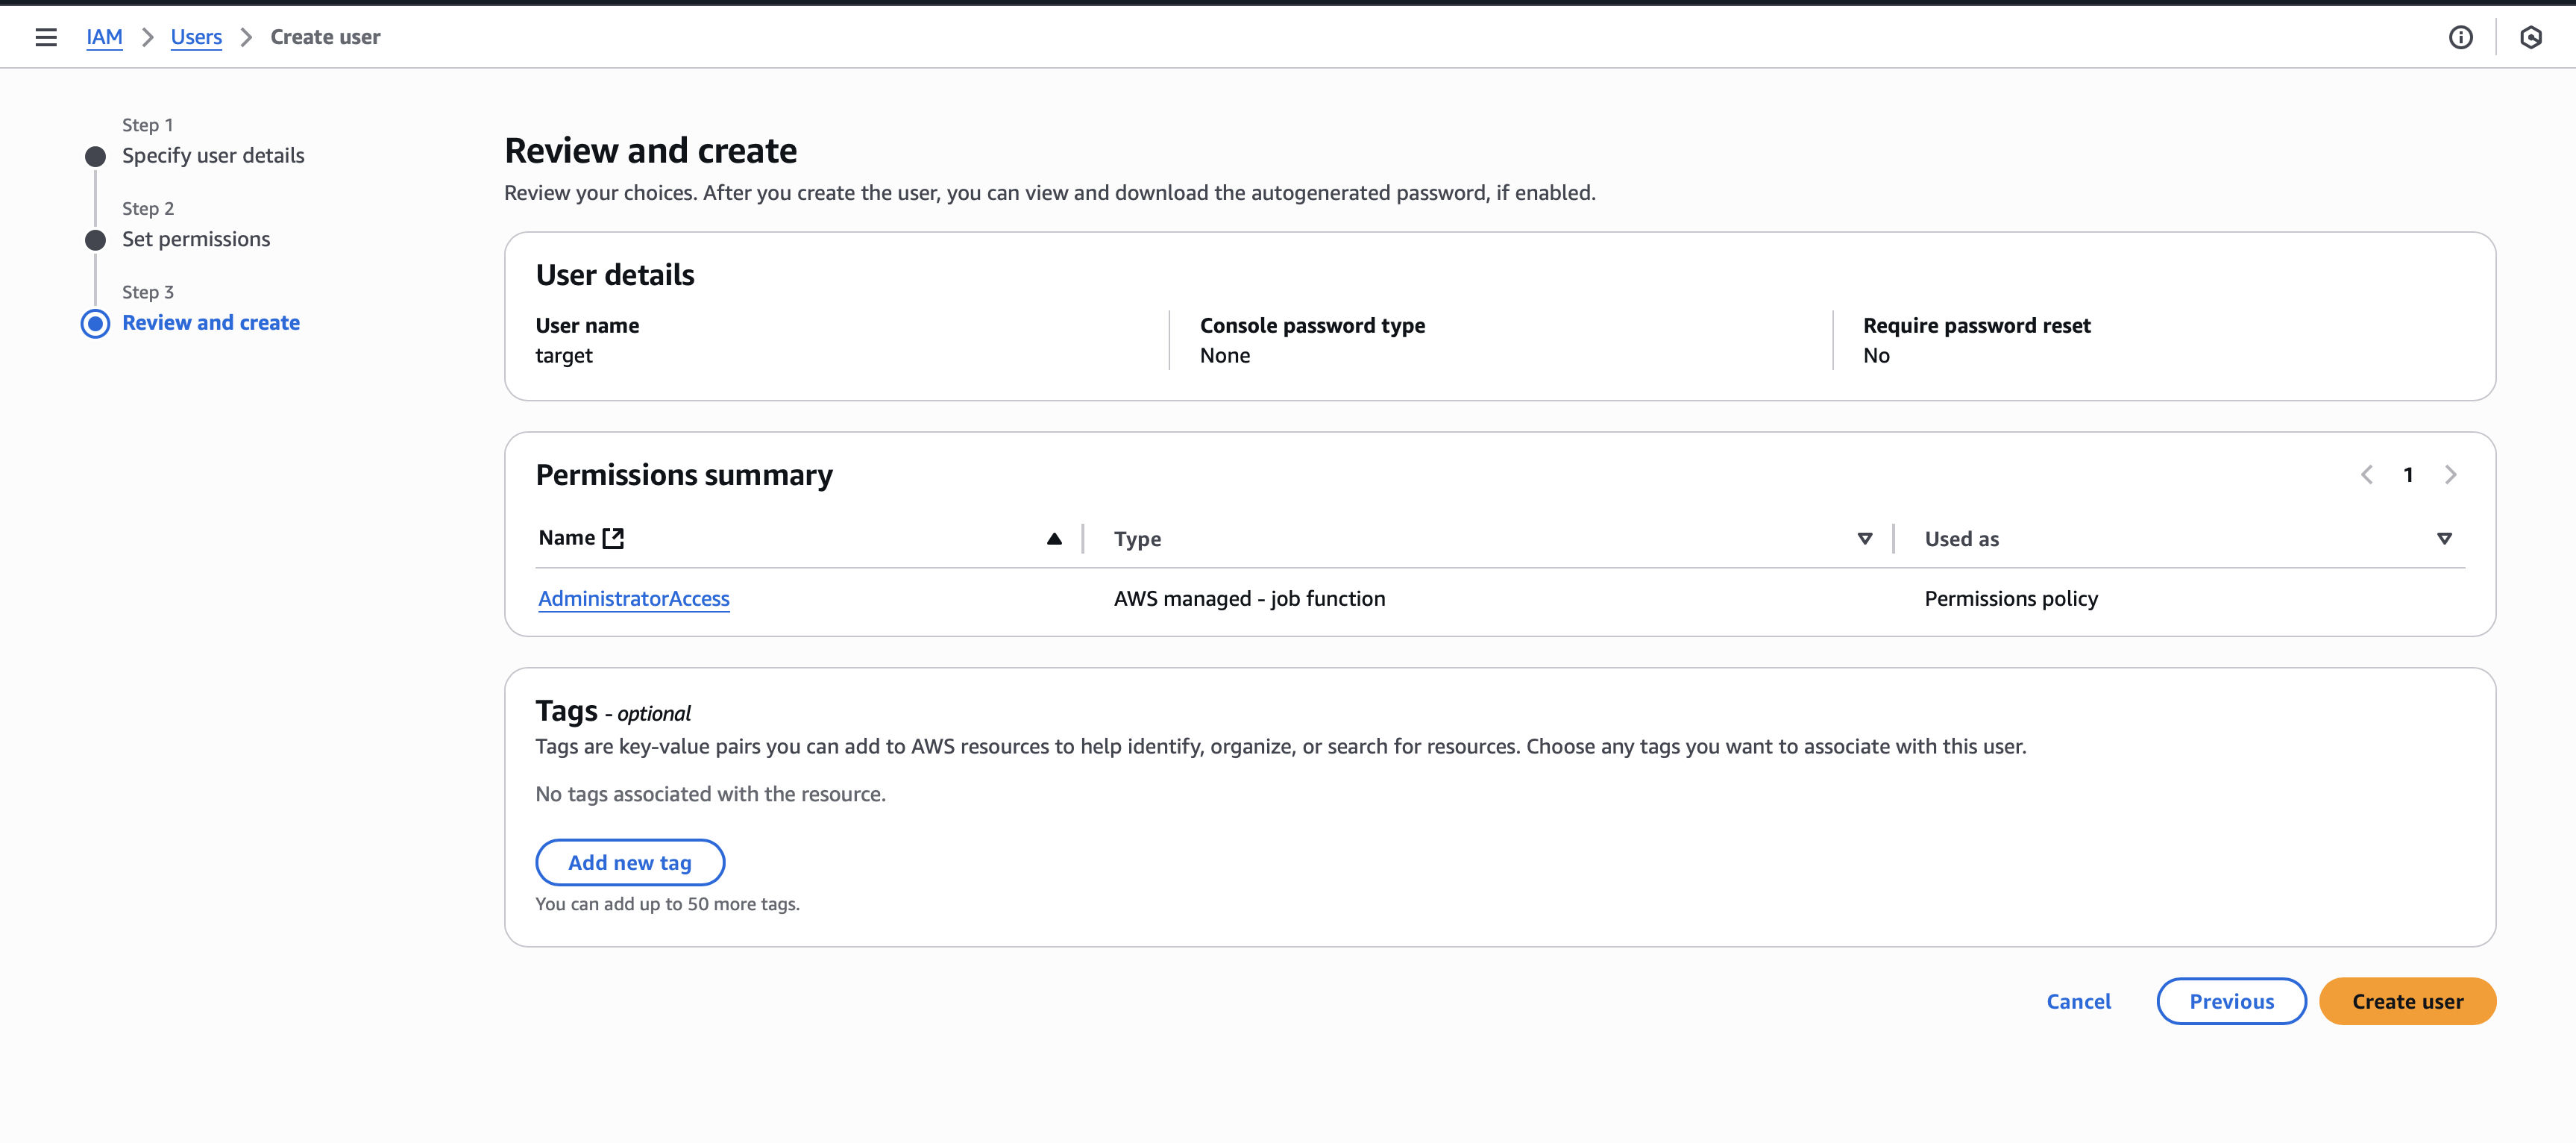 IAM > Users > Create user
Step 1
Specify user details
Step 2
Set permissions
Step 3
Review and create
Review and create
Review your choices. After you create the user, you can view and download the autogenerated password, if enabled.
User details
User name
target
Console password type
None
Require password reset
No
Permissions summary
1
Name Type Used as
AdministratorAccess AWS managed - job function Permissions policy
Tags - optional
Tags are key-value pairs you can add to AWS resources to help identify, organize, or search for resources. Choose any tags you want to associate with this user.
No tags associated with the resource.
Add new tag
You can add up to 50 more tags.
Cancel Previous Create user